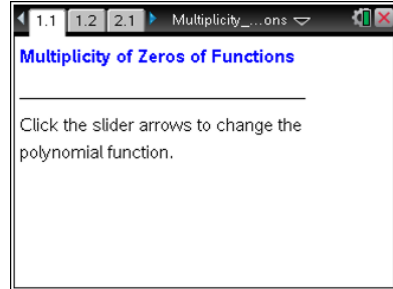 1.1 1.2 2.1 Multiplicity_...ons
Multiplicity of Zeros of Functions
Click the slider arrows to change the
polynomial function.